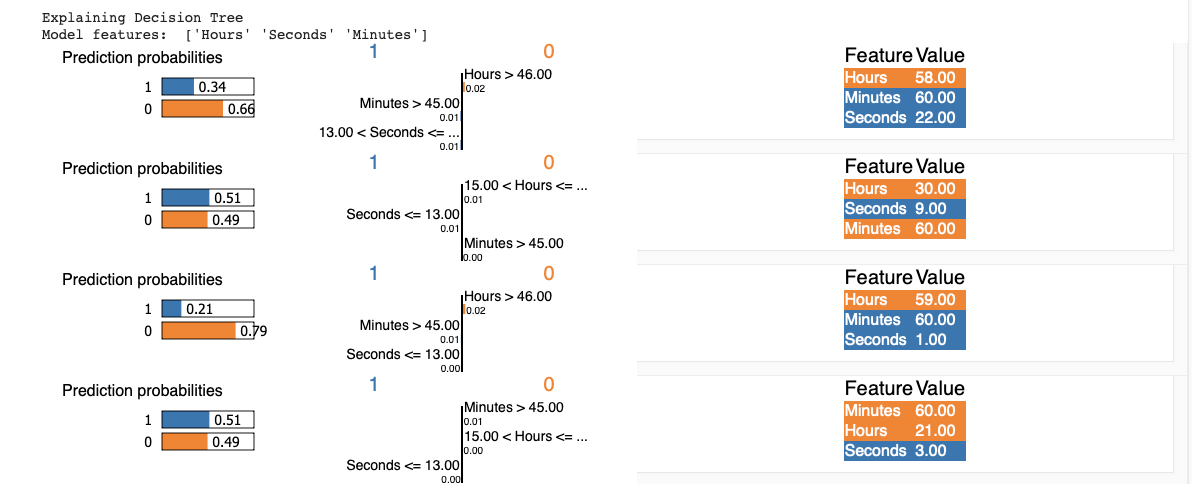 Explaining Decision Tree
Model features:  ['Hours' 'Seconds' 'Minutes']
Prediction probabilities
1 0.34
0 0.66
1 0
Hours > 46.00
0.02
Minutes > 45.00
0.01
13.00 < Seconds <= ...
0.01
Feature Value
Hours 58.00
Minutes 60.00
Seconds 22.00
Prediction probabilities
1 0.51
0 0.49
1 0
15.00 < Hours <= ...
0.01
Seconds <= 13.00
0.01
Minutes > 45.00
0.00
Feature Value
Hours 30.00
Seconds 9.00
Minutes 60.00
Prediction probabilities
1 0.21
0 0.79
1 0
Hours > 46.00
0.02
Minutes > 45.00
0.01
Seconds <= 13.00
0.00
Feature Value
Hours 59.00
Minutes 60.00
Seconds 1.00
Prediction probabilities
1 0.51
0 0.49
1 0
Minutes > 45.00
0.01
15.00 < Hours <= ...
0.00
Seconds <= 13.00
0.00
Feature Value
Minutes 60.00
Hours 21.00
Seconds 3.00